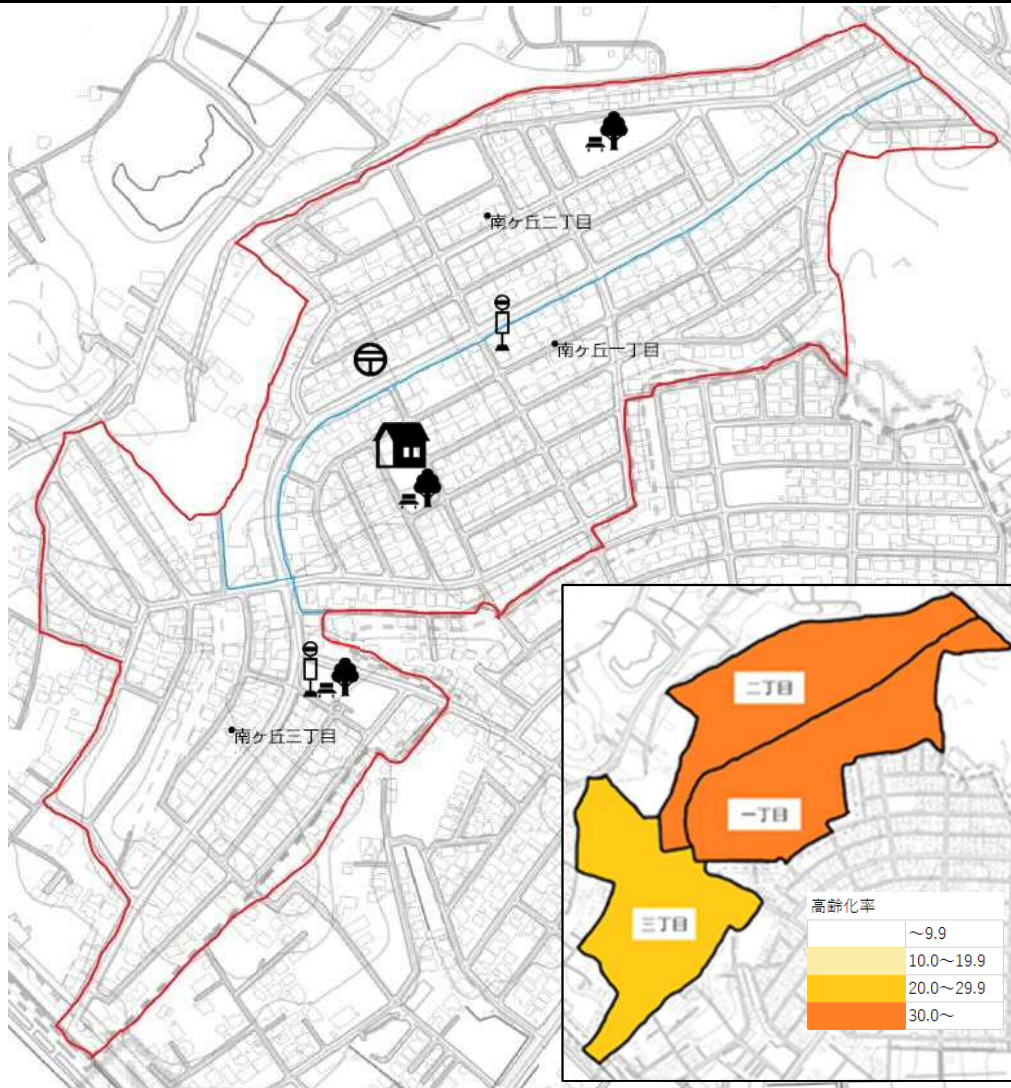 南ヶ丘二丁目
南ヶ丘一丁目
南ヶ丘三丁目
二丁目
一丁目
三丁目
高齢化率
～9.9
10.0～19.9
20.0～29.9
30.0～